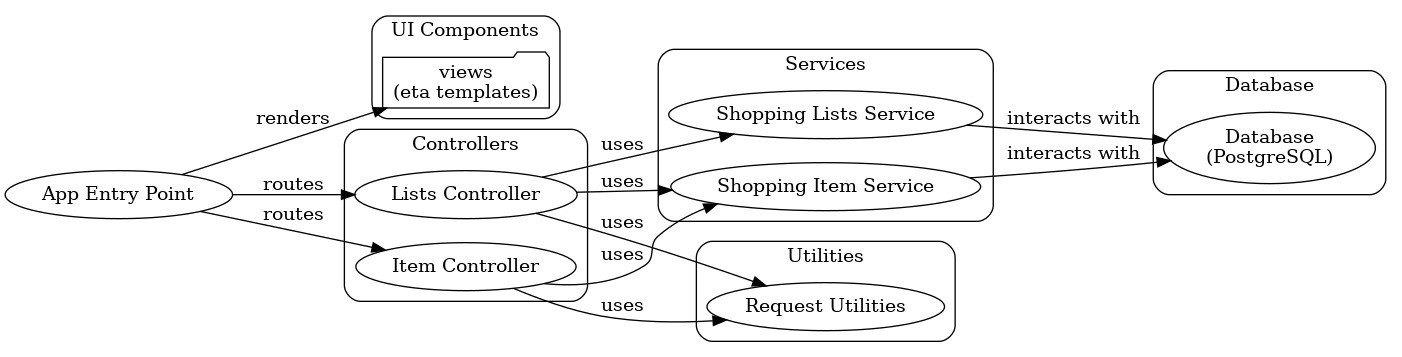 UI Components
views
(eta templates)
renders
Controllers
App Entry Point
routes
routes
Lists Controller
Item Controller
uses
uses
uses
uses
uses
Services
Shopping Lists Service
Shopping Item Service
Utilities
Request Utilities
interacts with
interacts with
Database
Database
(PostgreSQL)